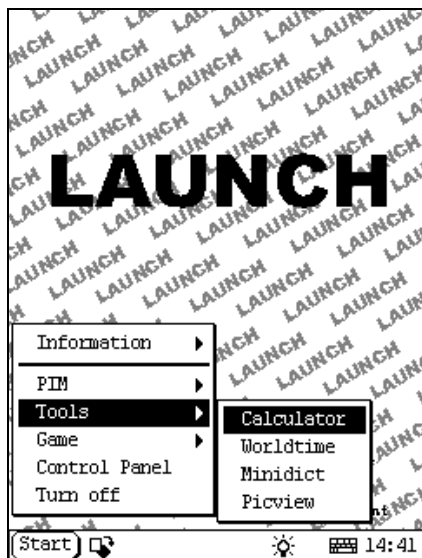 LAUNCH
Information
PIM
Tools
Game
Control Panel
Turn off
Calculator
Worldtime
Minidict
Picview
Start
14:41